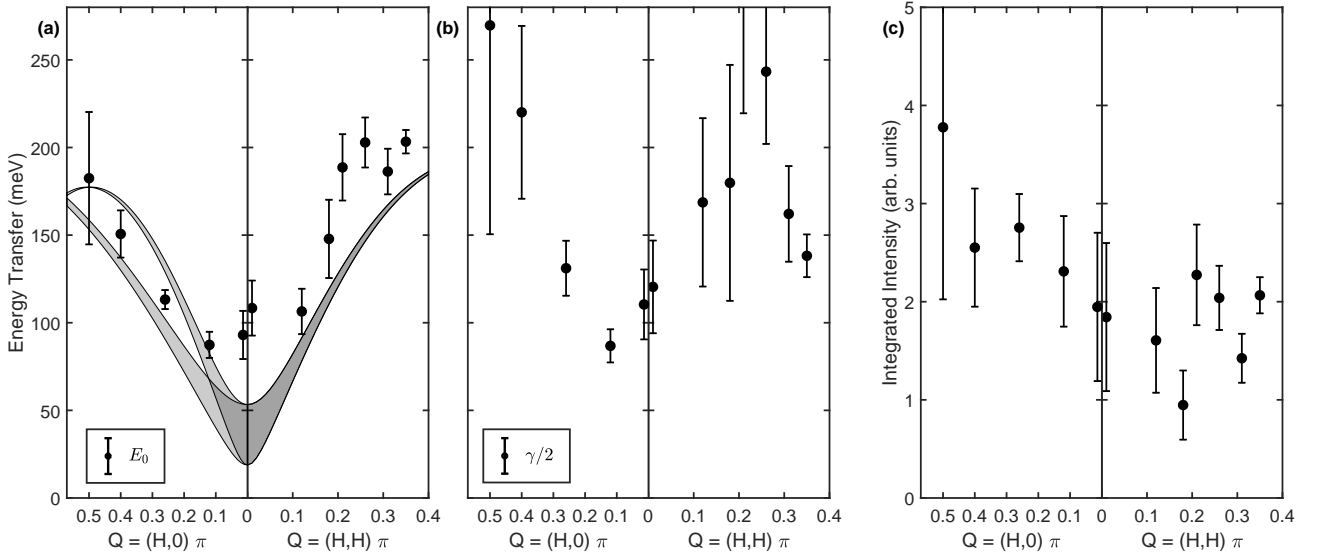 (a)
(b)
(c)
Energy Transfer (meV)
250
200
150
100
50
0
0.5 0.4 0.3 0.2 0.1 0 0.1 0.2 0.3 0.4
Q = (H,0) π Q = (H,H) π
E₀
0.5 0.4 0.3 0.2 0.1 0 0.1 0.2 0.3 0.4
Q = (H,0) π Q = (H,H) π
γ/2
Integrated Intensity (arb. units)
5
4
3
2
1
0
0.5 0.4 0.3 0.2 0.1 0 0.1 0.2 0.3 0.4
Q = (H,0) π Q = (H,H) π